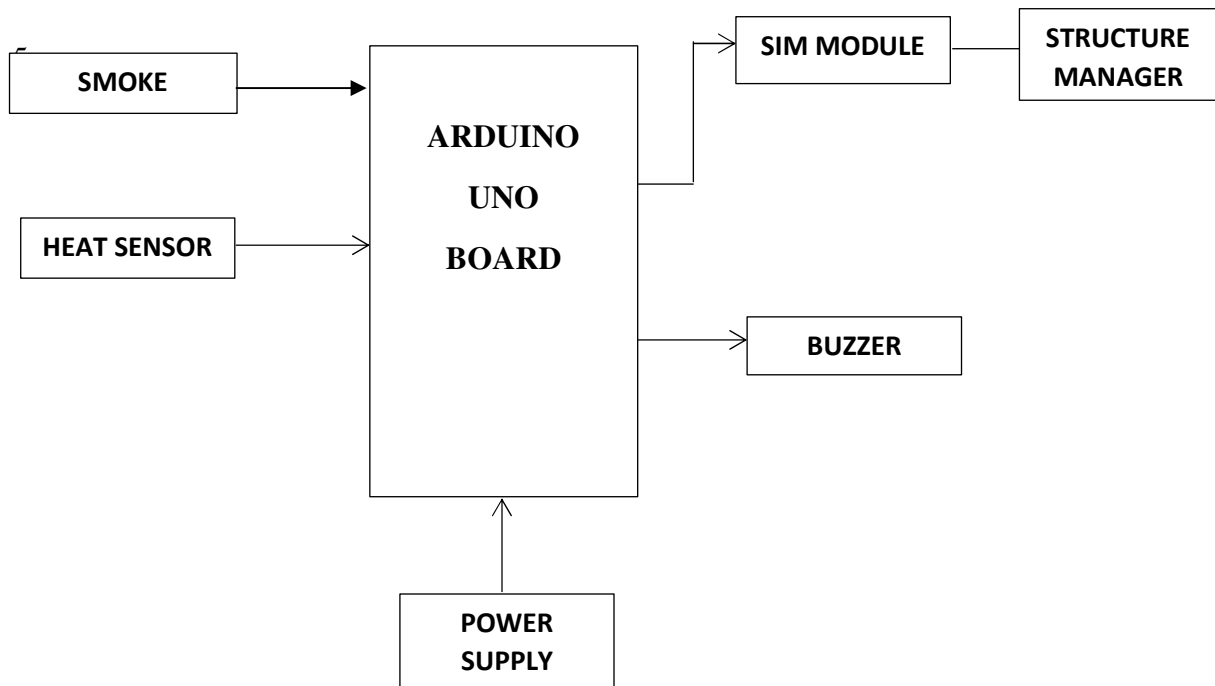 SMOKE
HEAT SENSOR
ARDUINO
UNO
BOARD
SIM MODULE
STRUCTURE
MANAGER
BUZZER
POWER
SUPPLY